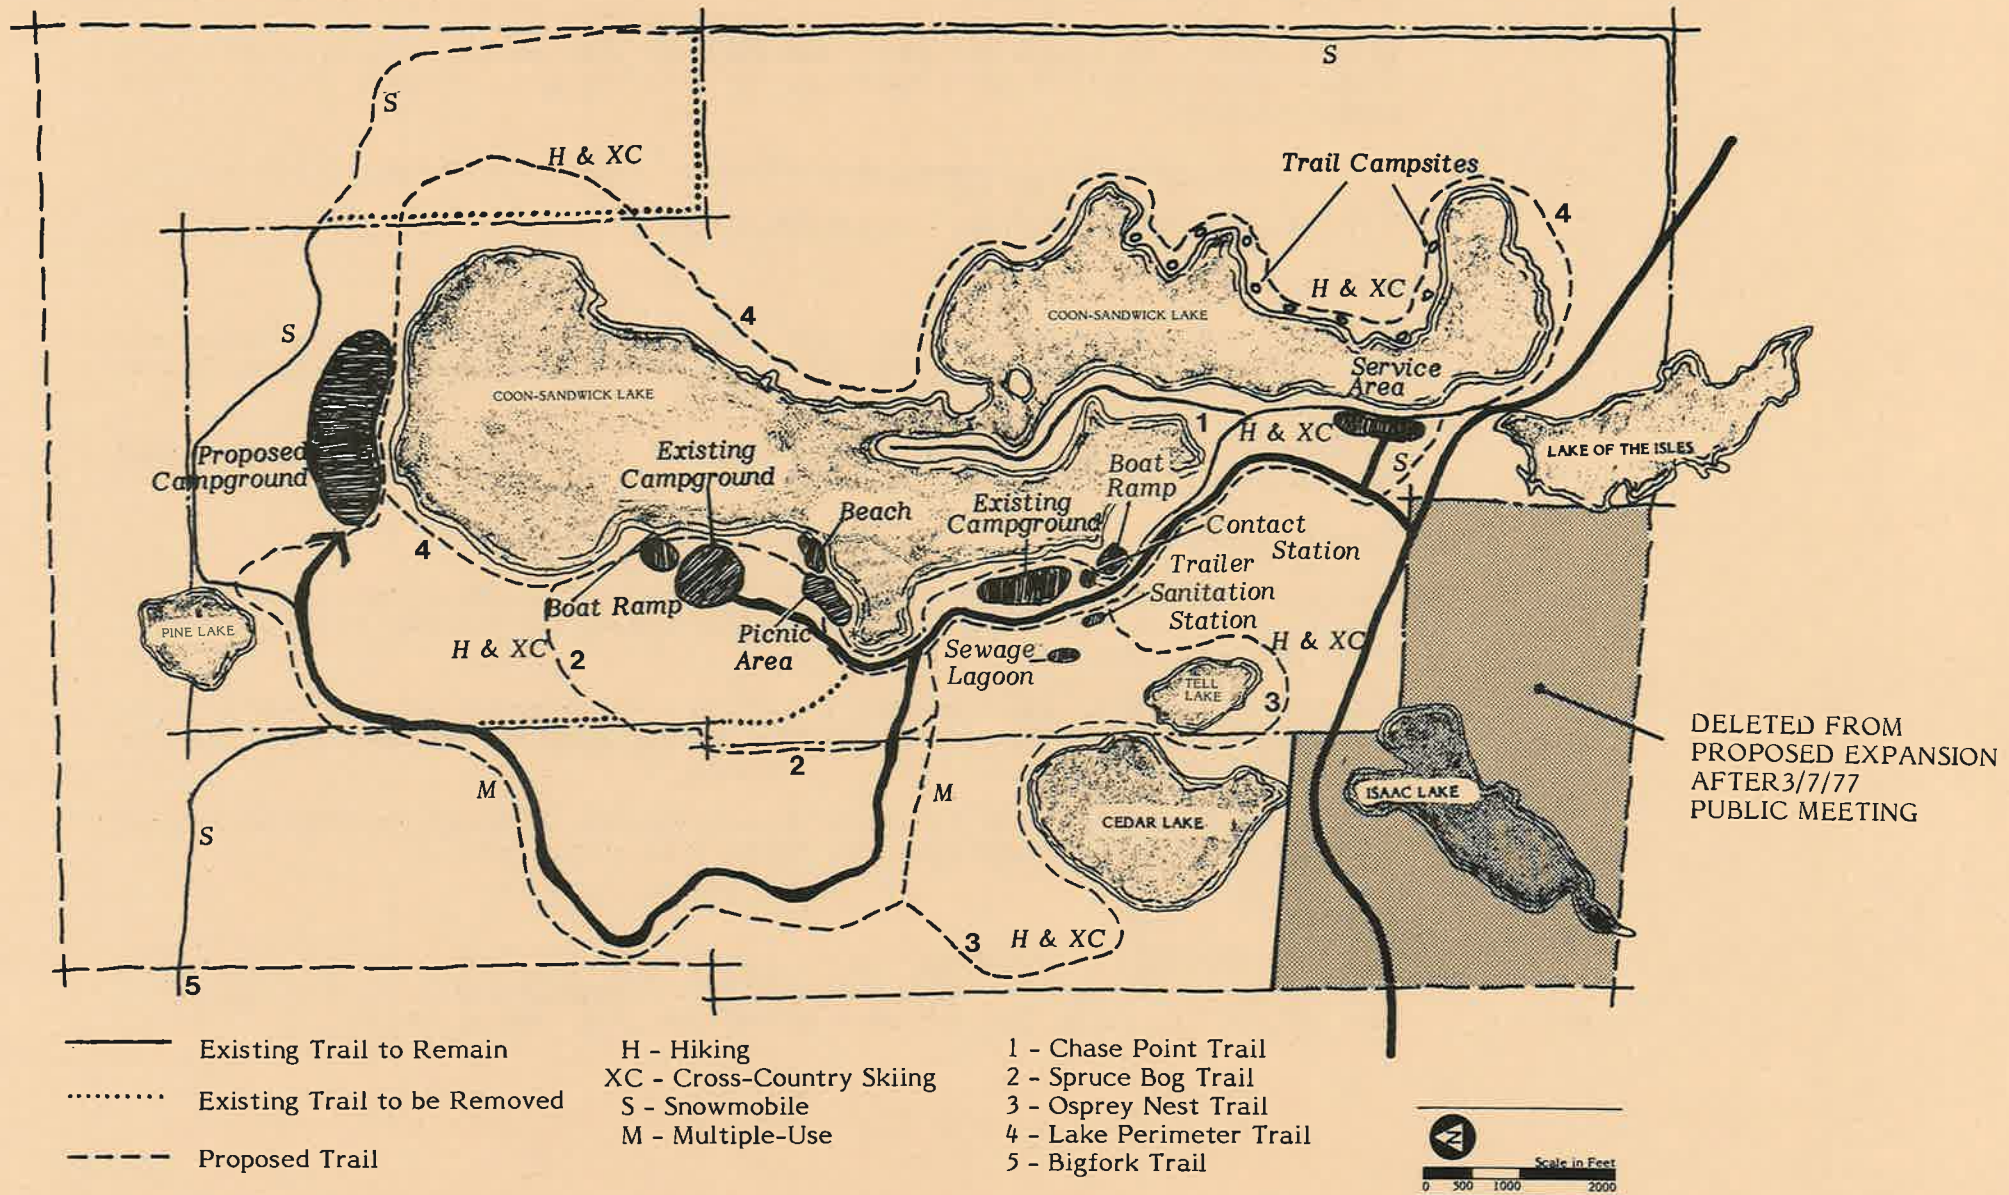 S
S
H & XC
Trail Campsites
4
H & XC
4
S
COON-SANDWICK LAKE
Service
Area
COON-SANDWICK LAKE
1
H & XC
LAKE OF THE ISLES
Proposed
Campground
Existing
Campground
Boat
Ramp
S
Beach
Existing
Campground
4
Contact
Station
Trailer
Sanitation
Station
Boat Ramp
PINE LAKE
H & XC
2
Picnic
Area
Sewage
Lagoon
H & XC
TELL
LAKE
3
DELETED FROM
PROPOSED EXPANSION
AFTER 3/7/77
PUBLIC MEETING
2
M
M
ISAAC LAKE
CEDAR LAKE
S
3
H & XC
5
Existing Trail to Remain
Existing Trail to be Removed
Proposed Trail
H - Hiking
XC - Cross-Country Skiing
S - Snowmobile
M - Multiple-Use
1 - Chase Point Trail
2 - Spruce Bog Trail
3 - Osprey Nest Trail
4 - Lake Perimeter Trail
5 - Bigfork Trail
N
Scale in Feet
0 500 1000 2000